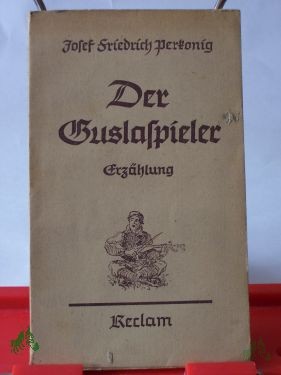 Josef Friedrich Perkonig
Der
Guslaspieler
Erzählung
Reclam